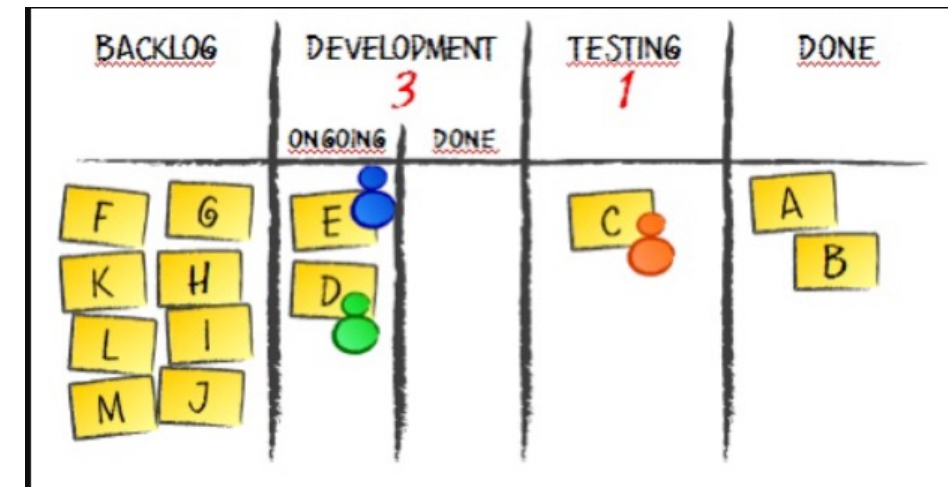 BACKLOG DEVELOPMENT TESTING DONE
3 1
ONGOING DONE
F G E C A
K H D B
L I
M J